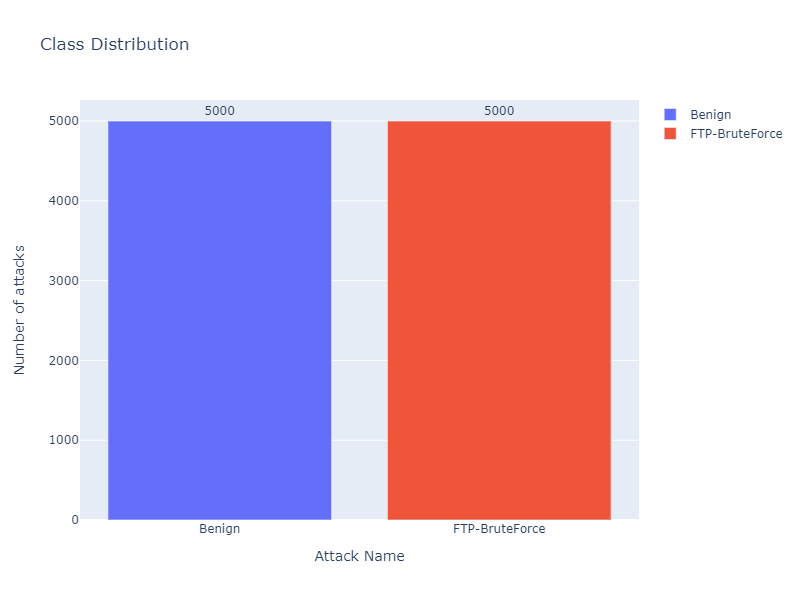 Class Distribution
5000
5000
Benign
FTP-BruteForce
5000
4000
3000
2000
1000
0
Number of attacks
Benign
FTP-BruteForce
Attack Name